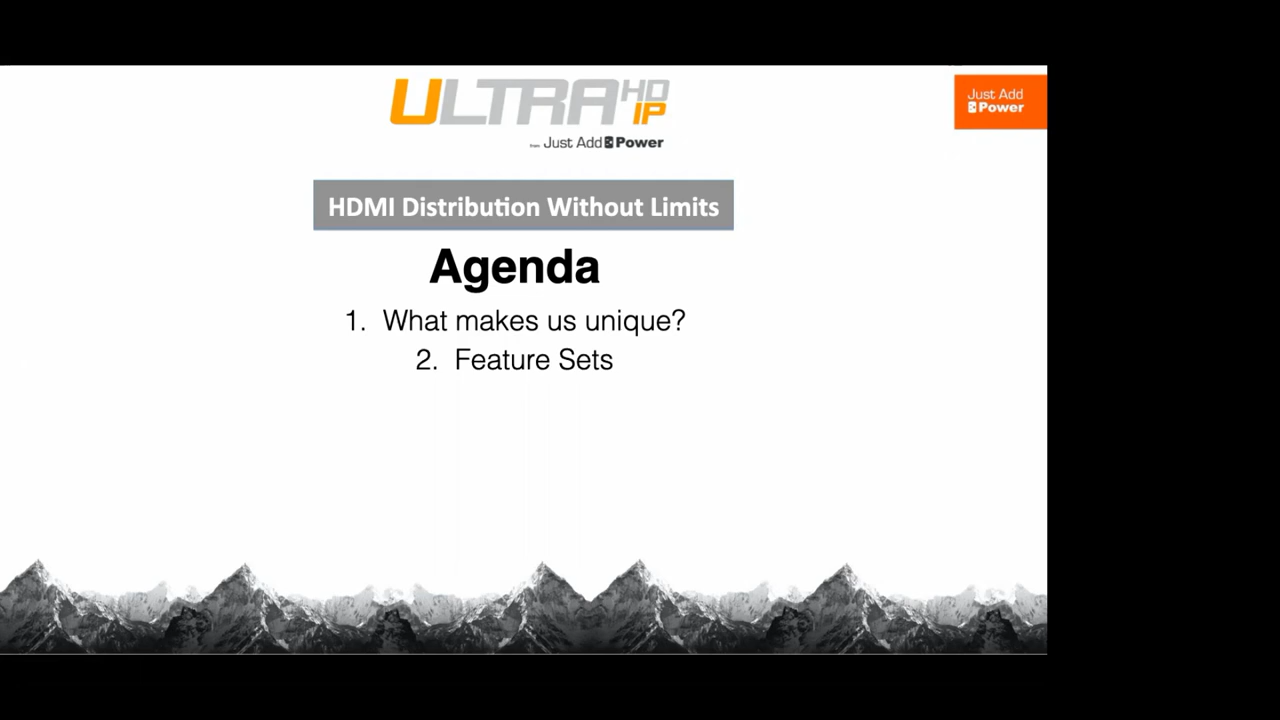 ULTRA HD IP
from Just Add Power
Just Add
Power
HDMI Distribution Without Limits
Agenda
1. What makes us unique?
2. Feature Sets